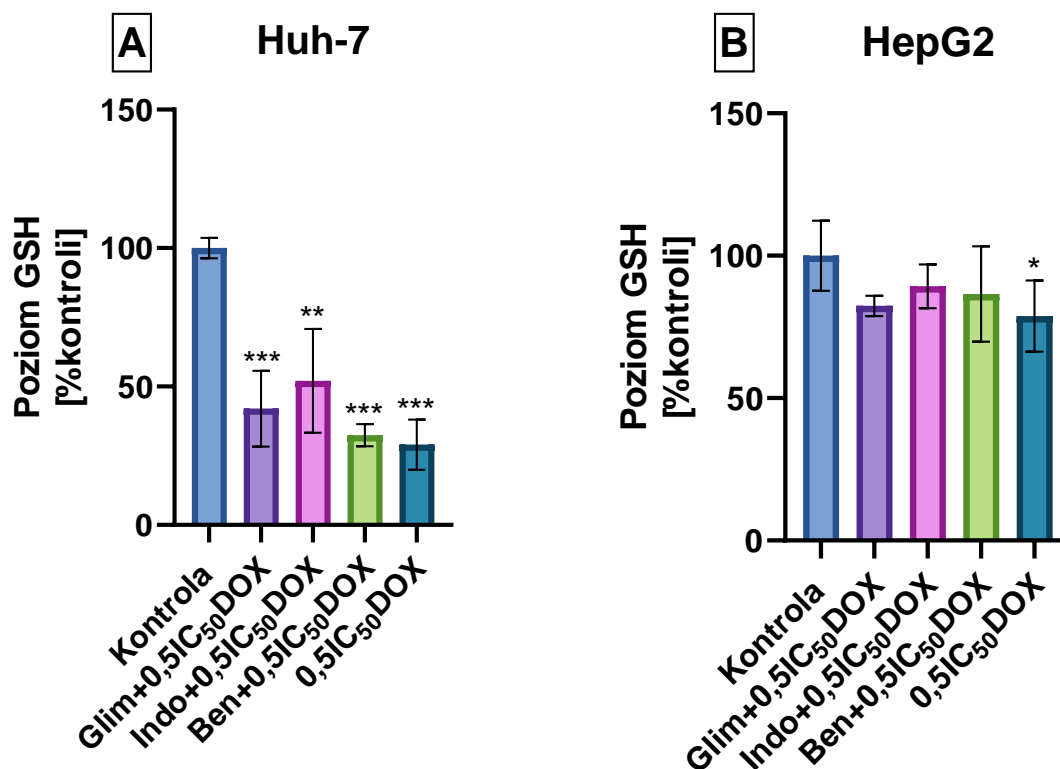 A
Huh-7
Poziom GSH
[%kontroli]
150
100
50
0
***
**
***
***
Kontrola
Glim+0,5IC₅₀DOX
Indo+0,5IC₅₀DOX
Ben+0,5IC₅₀DOX
0,5IC₅₀DOX
B
HepG2
Poziom GSH
[%kontroli]
150
100
50
0
*
Kontrola
Glim+0,5IC₅₀DOX
Indo+0,5IC₅₀DOX
Ben+0,5IC₅₀DOX
0,5IC₅₀DOX